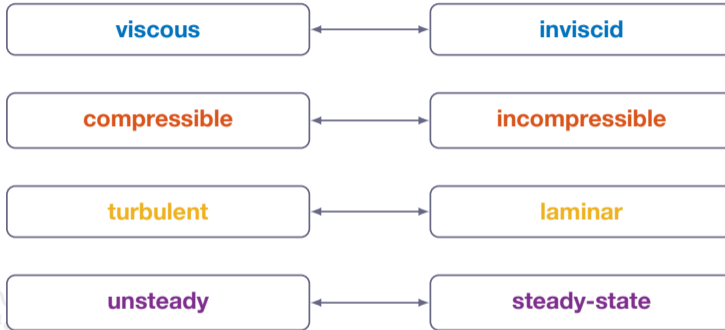 viscous inviscid
compressible incompressible
turbulent laminar
unsteady steady-state